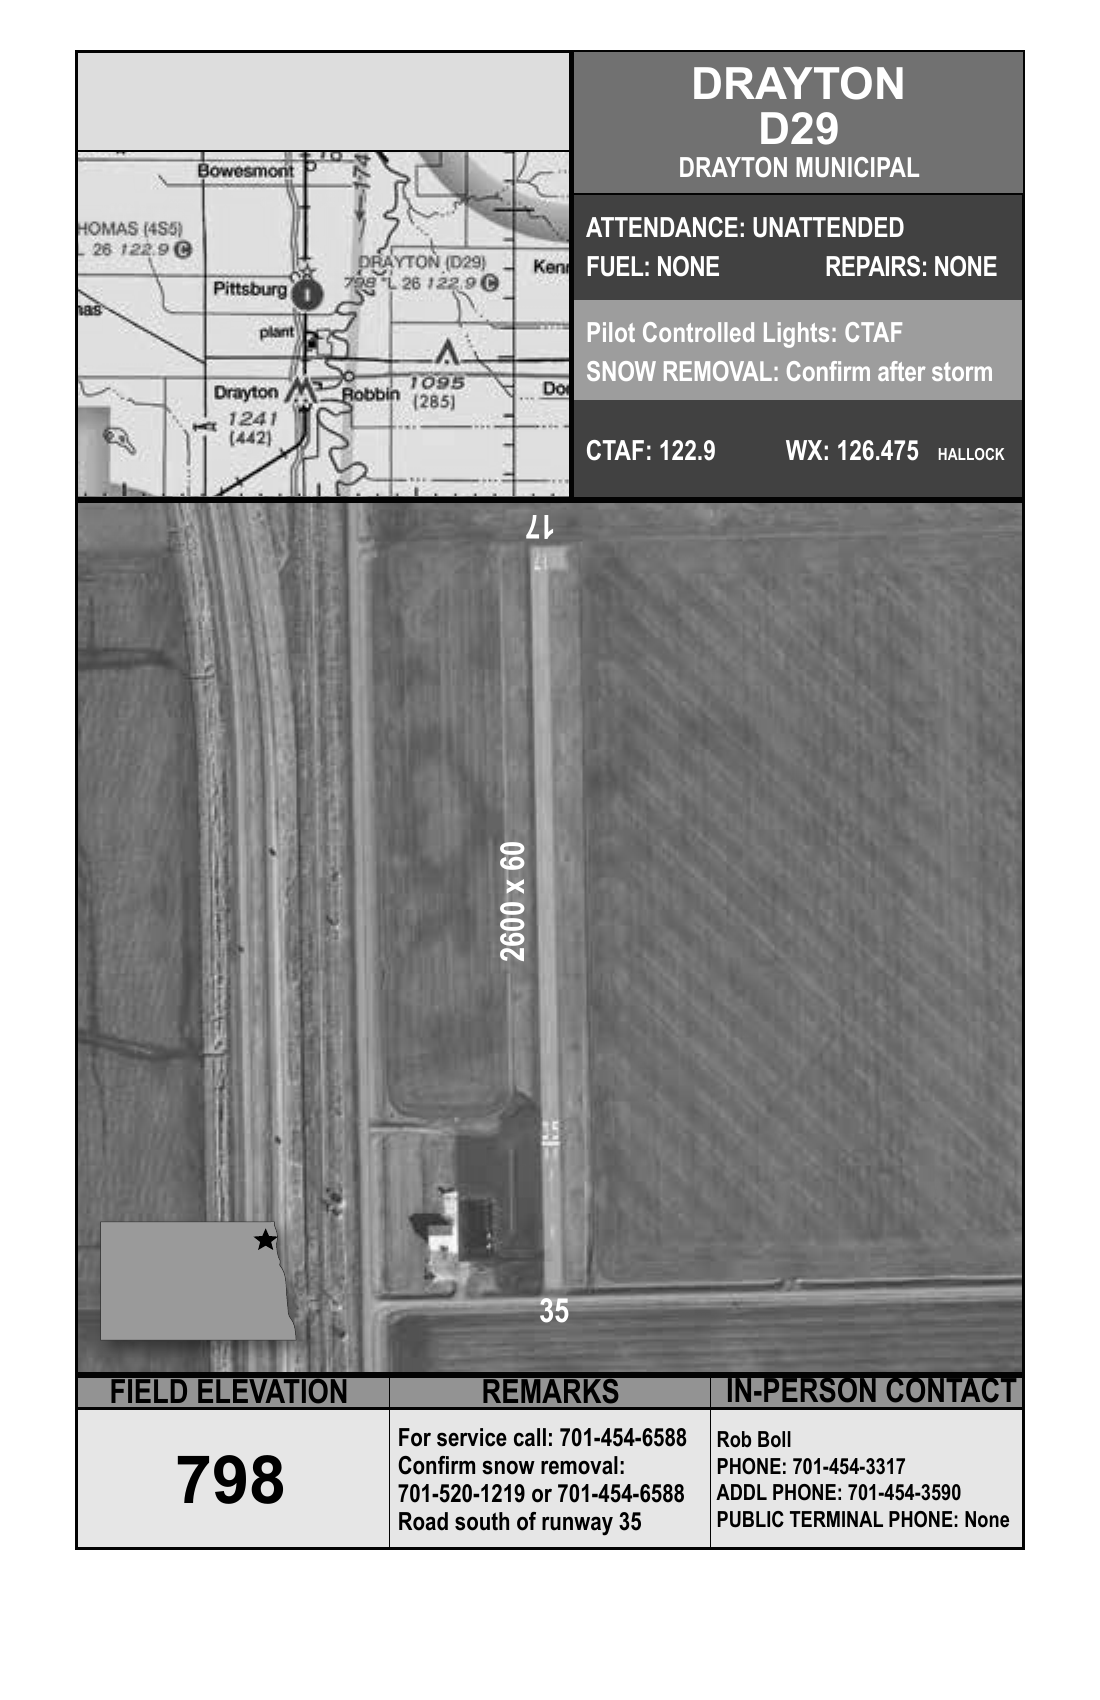 DRAYTON
D29
DRAYTON MUNICIPAL
ATTENDANCE: UNATTENDED
FUEL: NONE REPAIRS: NONE
Pilot Controlled Lights: CTAF
SNOW REMOVAL: Confirm after storm
CTAF: 122.9 WX: 126.475 HALLOCK
Bowesmont
174
HOMAS (4S5)
L 26 122.9 C
DRAYTON (D29)
798 *L 26 122.9 C
Kenn
Pittsburg
nas
plant
Drayton
Robbin
1095
(285)
Don
1241
(442)
17
17
2600 x 60
35
FIELD ELEVATION
798
REMARKS
For service call: 701-454-6588
Confirm snow removal:
701-520-1219 or 701-454-6588
Road south of runway 35
IN-PERSON CONTACT
Rob Boll
PHONE: 701-454-3317
ADDL PHONE: 701-454-3590
PUBLIC TERMINAL PHONE: None